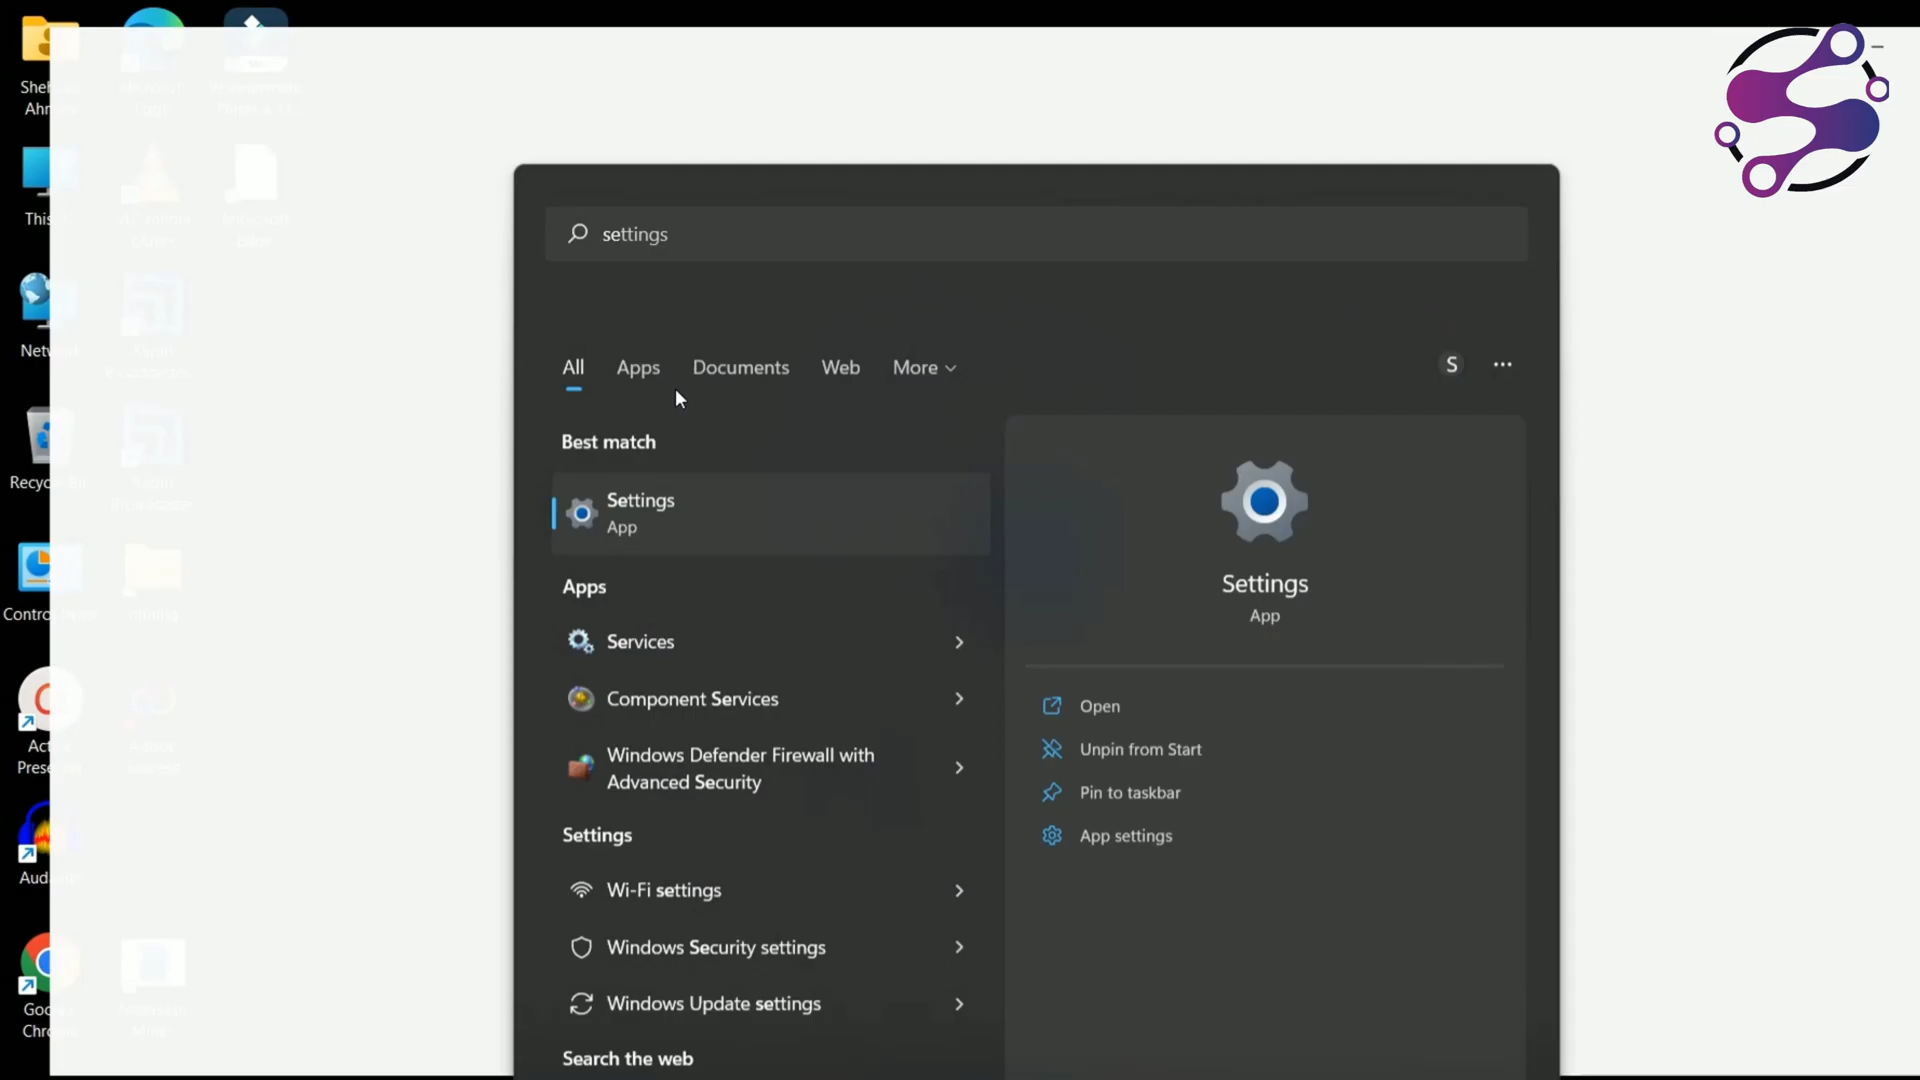 settings
All Apps Documents Web More
S
Best match
Settings
App
Apps
Services
Component Services
Windows Defender Firewall with
Advanced Security
Settings
Wi-Fi settings
Windows Security settings
Windows Update settings
Search the web
Settings
App
Open
Unpin from Start
Pin to taskbar
App settings